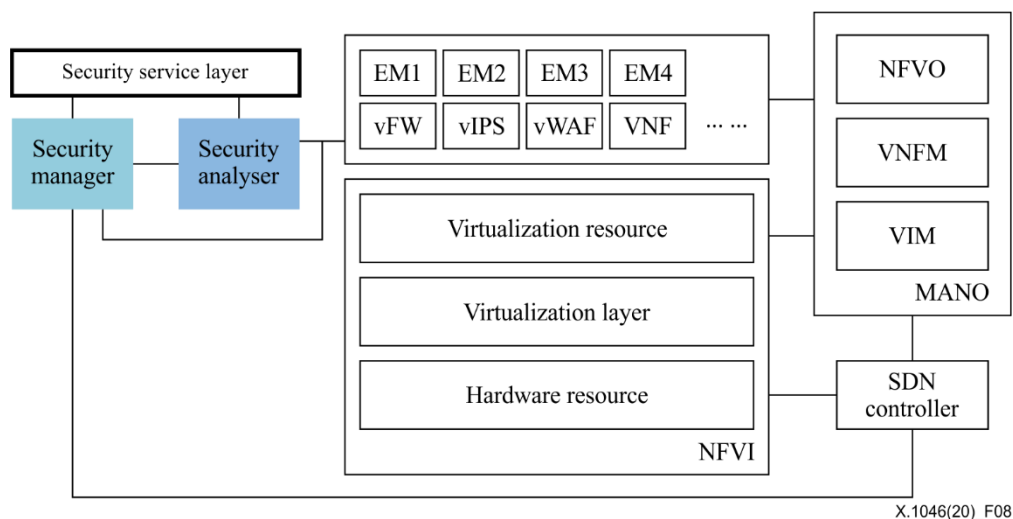 Security service layer
Security
manager
Security
analyser
EM1 EM2 EM3 EM4
vFW vIPS vWAF VNF ... ...
Virtualization resource
Virtualization layer
Hardware resource
NFVI
NFVO
VNFM
VIM
MANO
SDN
controller
X.1046(20)_F08